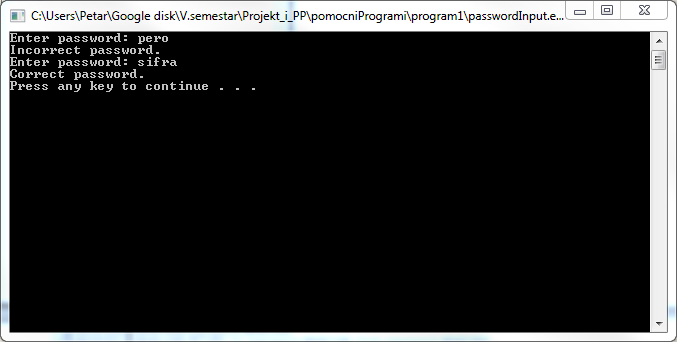 C:\Users\Petar\Google disk\V.semestar\Projekt_i_PP\pomocniProgrami\program1\passwordInput.e...
Enter password: pero
Incorrect password.
Enter password: sifra
Correct password.
Press any key to continue . . .